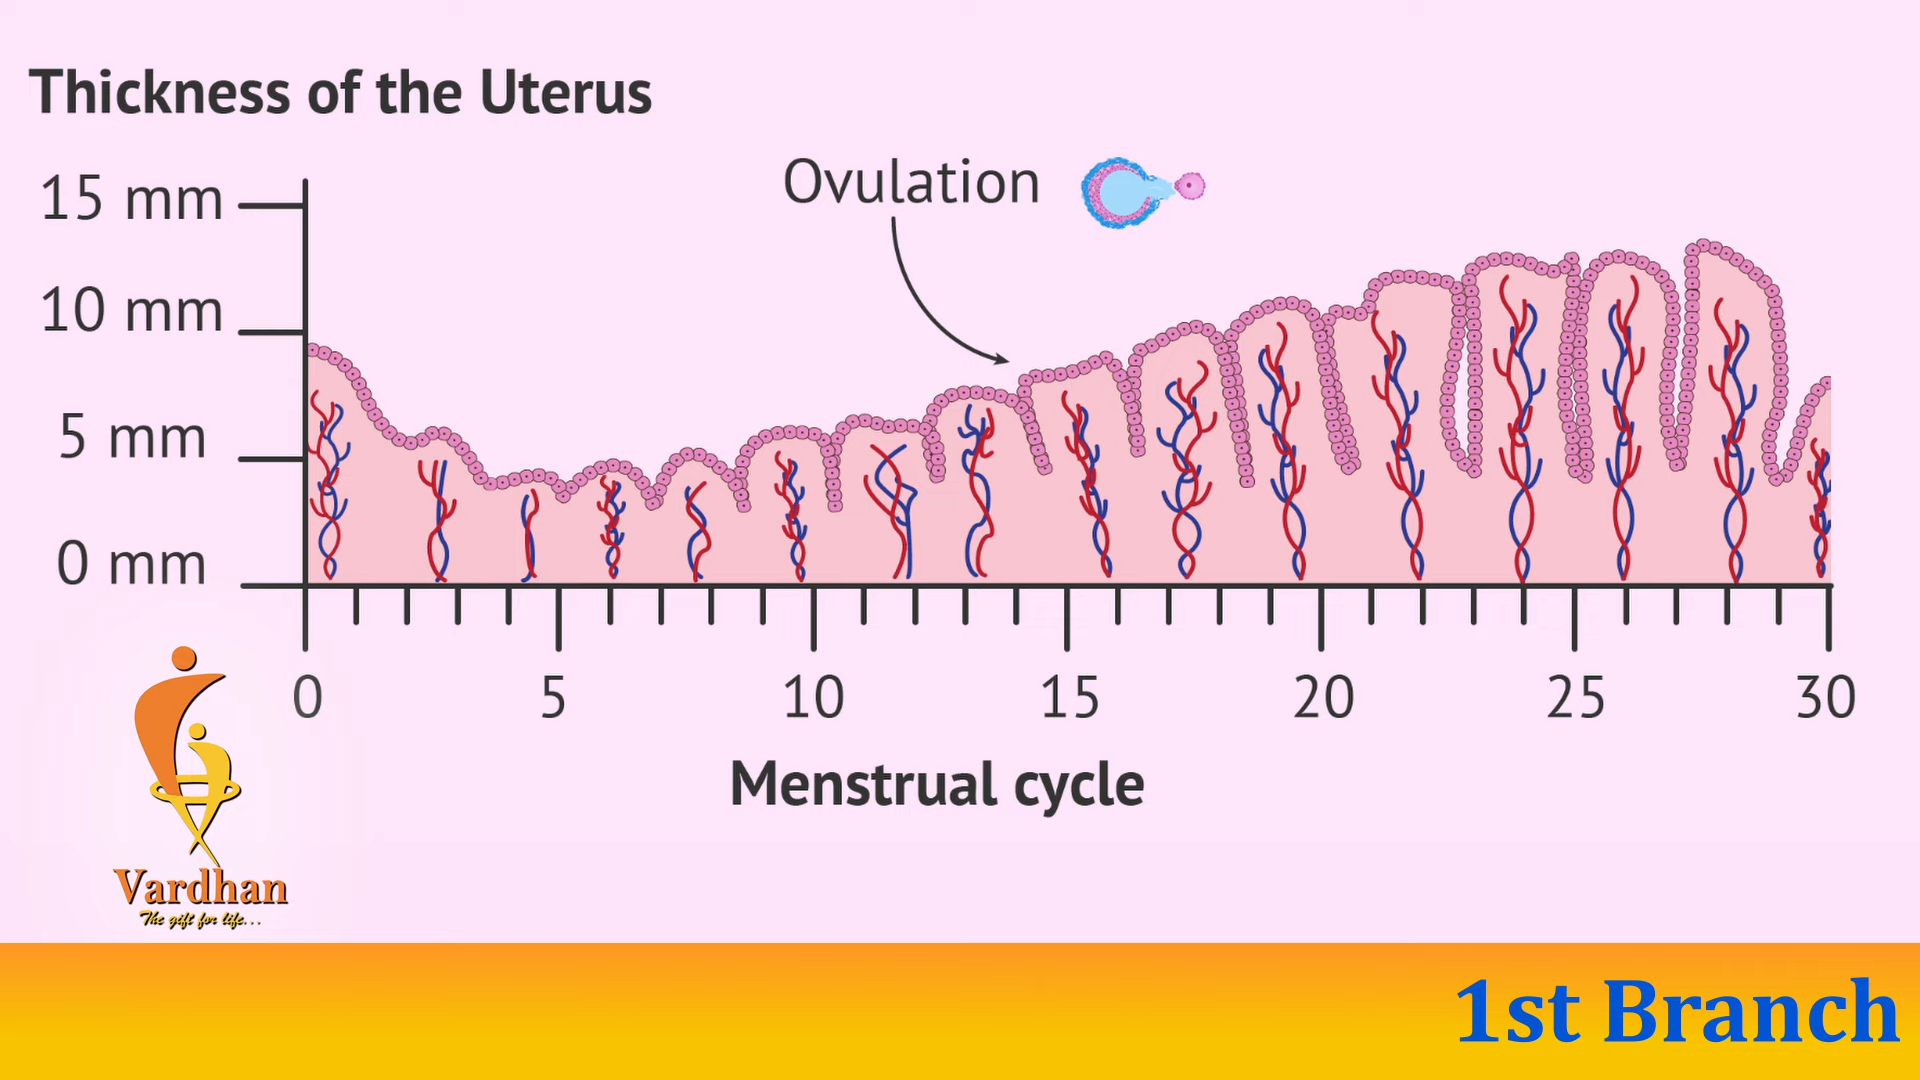 Thickness of the Uterus
15 mm
10 mm
5 mm
0 mm
Ovulation
0 5 10 15 20 25 30
Menstrual cycle
Vardhan
The gift for life...
1st Branch